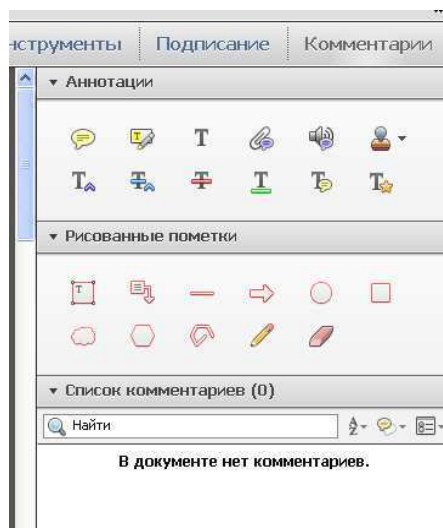 нструменты Подписание Комментарии
Аннотации
Рисованные пометки
Список комментариев (0)
Найти
В документе нет комментариев.